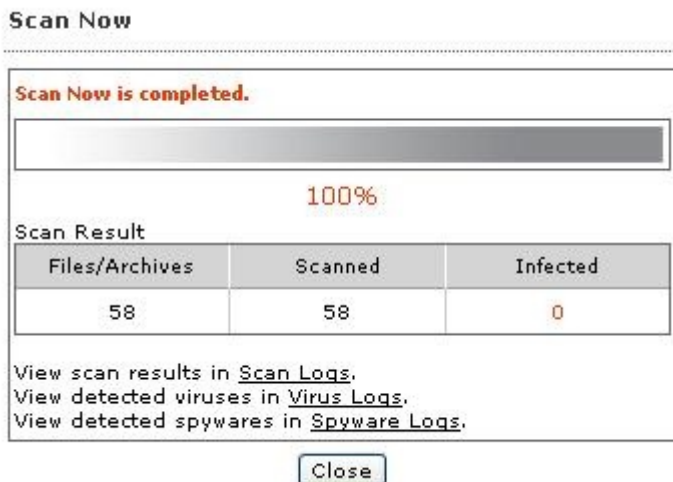 Scan Now
Scan Now is completed.
100%
Scan Result
Files/Archives Scanned Infected
58 58 0
View scan results in Scan Logs.
View detected viruses in Virus Logs.
View detected spywares in Spyware Logs.
Close